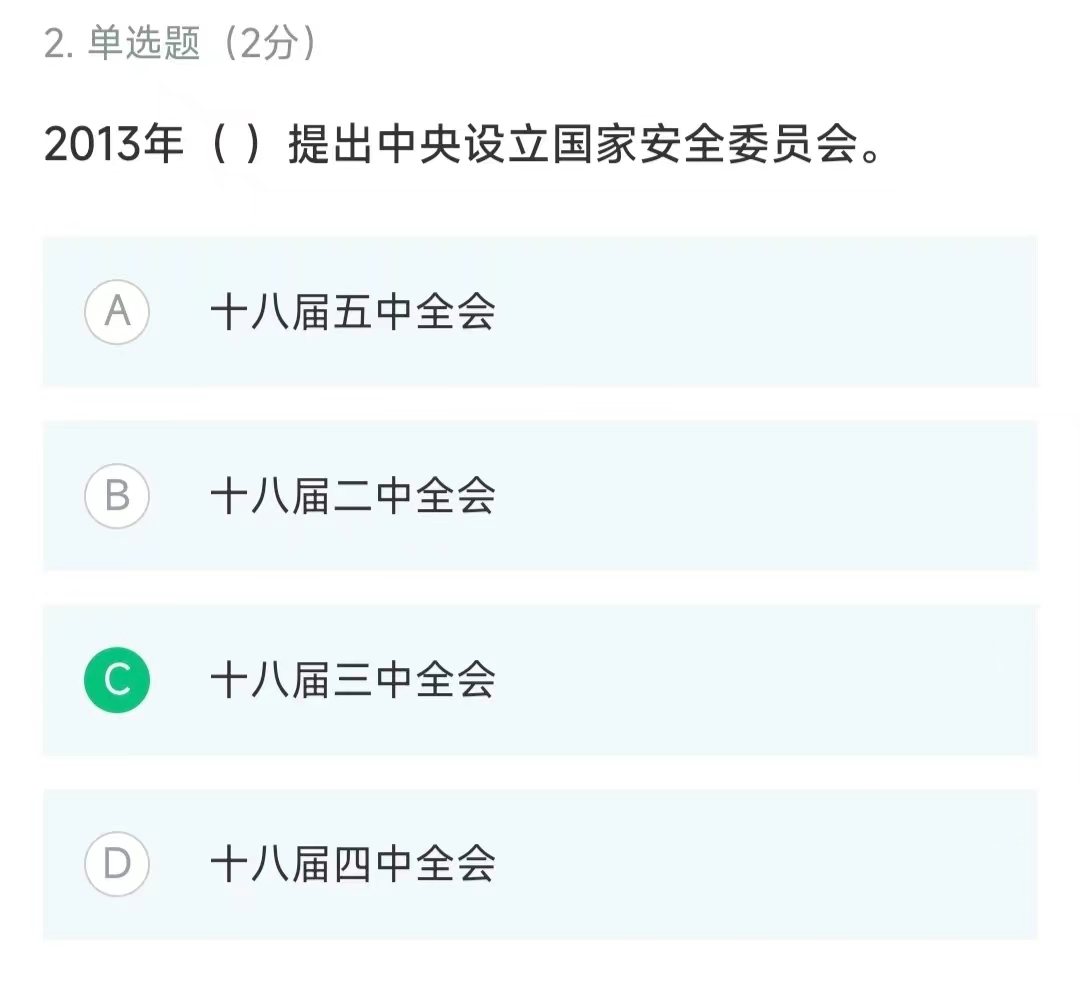 2. 单选题（2分）
2013年（ ）提出中央设立国家安全委员会。
A 十八届五中全会
B 十八届二中全会
C 十八届三中全会
D 十八届四中全会